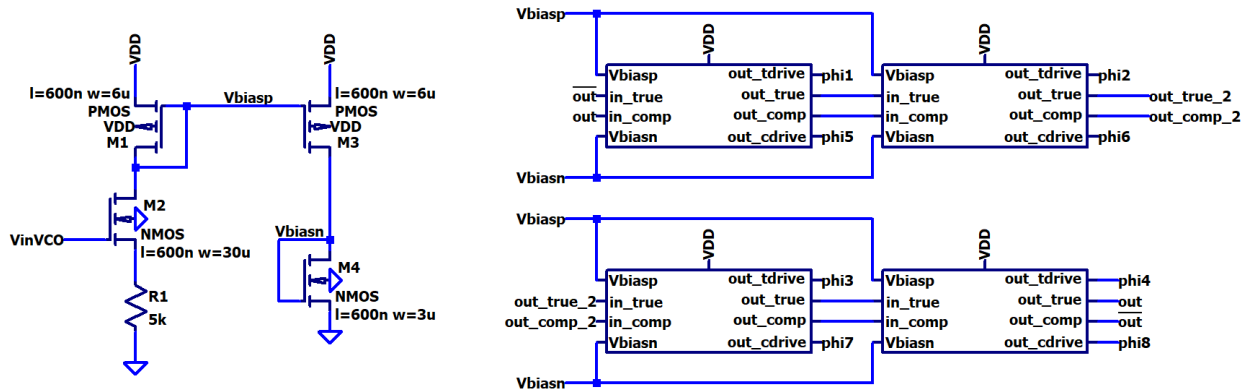 VDD
VDD
l=600n w=6u
PMOS
VDD
M1
Vbiasp
l=600n w=6u
PMOS
VDD
M3
M2
VinVCO
NMOS
l=600n w=30u
R1
5k
Vbiasn
M4
NMOS
l=600n w=3u
Vbiasp
VDD
Vbiasp
out_tdrive
phi1
out
in_true
out_true
out
in_comp
out_comp
Vbiasn
out_cdrive
phi5
Vbiasn
VDD
Vbiasp
out_tdrive
phi2
in_true
out_true
out_true_2
in_comp
out_comp
out_comp_2
Vbiasn
out_cdrive
phi6
Vbiasp
VDD
Vbiasp
out_tdrive
phi3
out_true_2
in_true
out_true
out_comp_2
in_comp
out_comp
Vbiasn
out_cdrive
phi7
Vbiasn
VDD
Vbiasp
out_tdrive
phi4
in_true
out_true
out
in_comp
out_comp
out
Vbiasn
out_cdrive
phi8